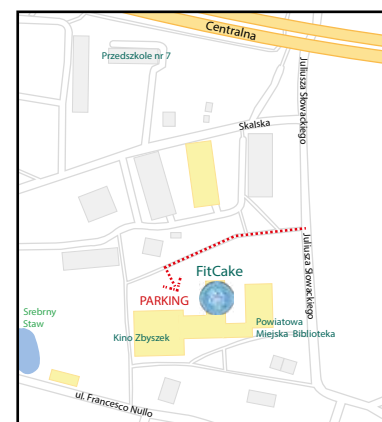 Centralna
Przedszkole nr 7
Juliusza Słowackiego
Skalska
Juliusza Słowackiego
FitCake
PARKING
Srebrny
Staw
Kino Zbyszek
Powiatowa
Miejska Biblioteka
ul. Francesco Nullo